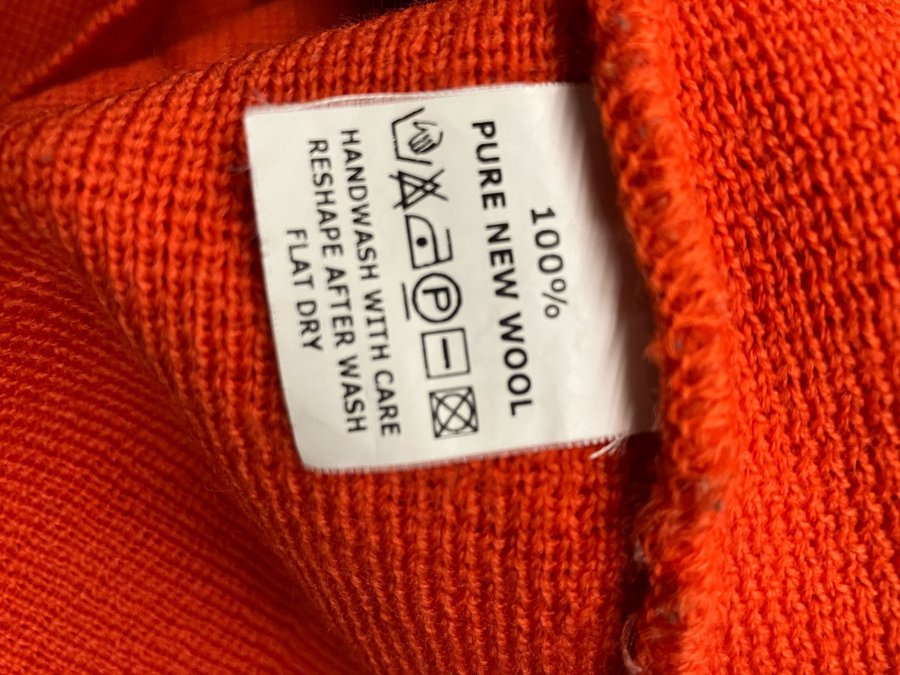 100%
PURE NEW WOOL
P
HANDWASH WITH CARE
RESHAPE AFTER WASH
FLAT DRY